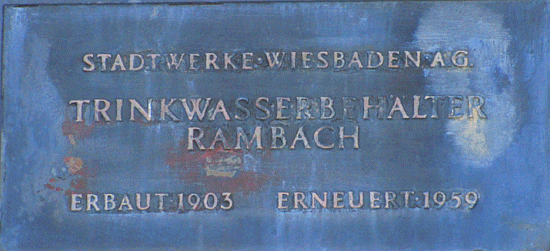 STADTWERKE·WIESBADEN·A·G.
TRINKWASSERBEHÄLTER
RAMBACH
ERBAUT·1903 ERNEUERT·1959